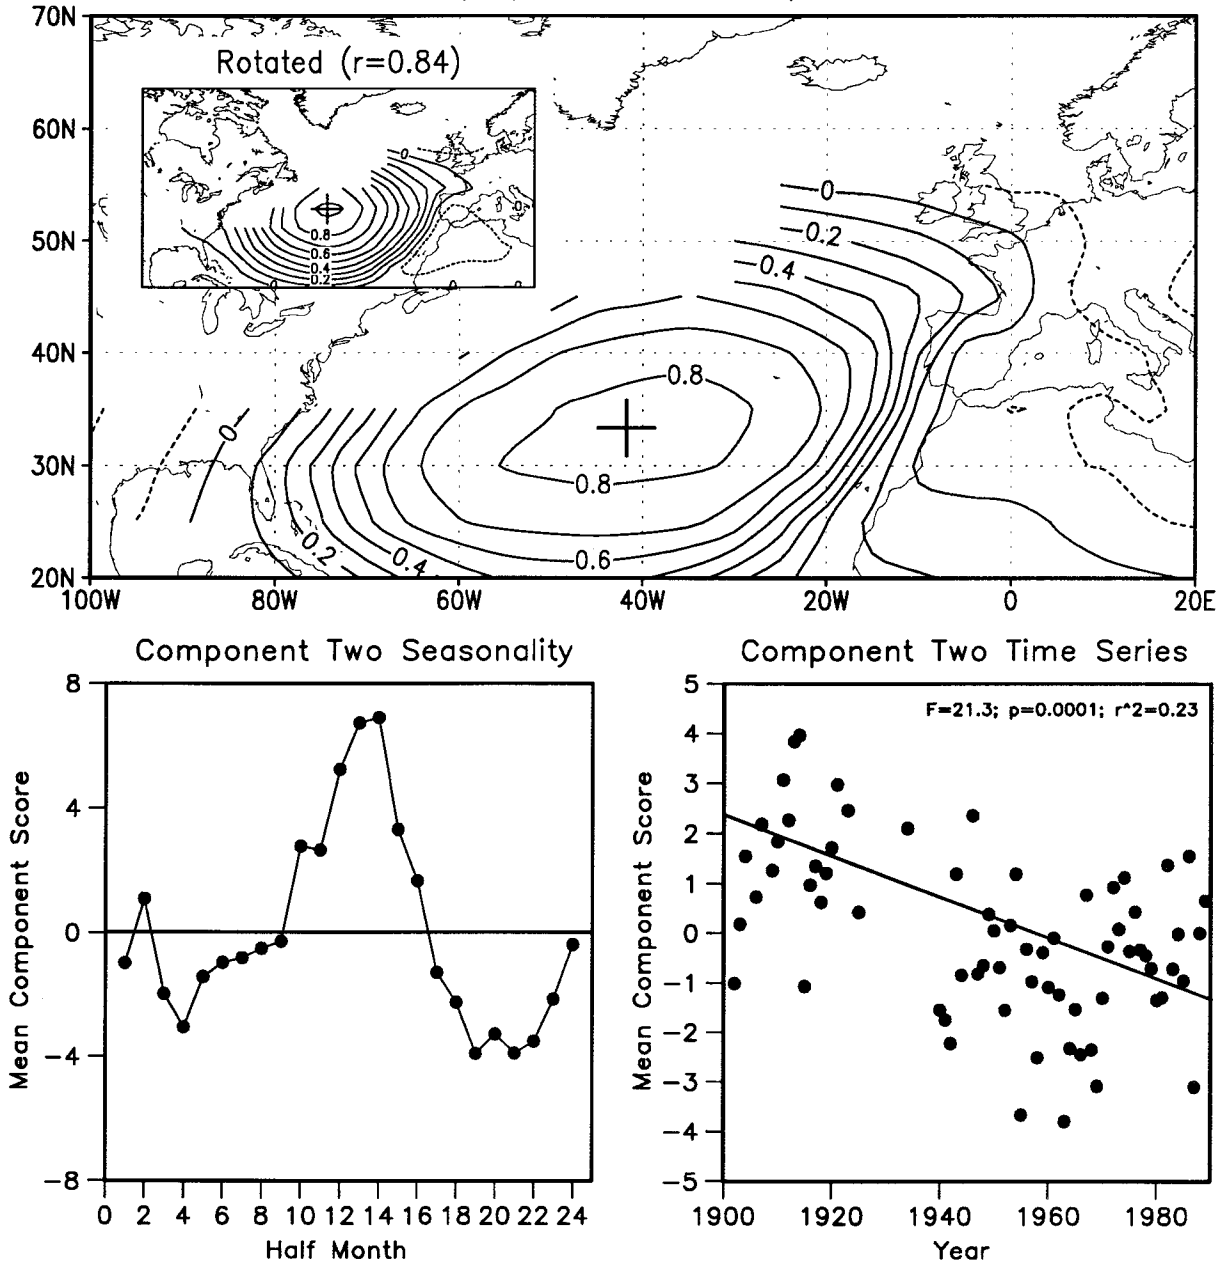 70N
Rotated (r=0.84)
0
0.8
0.6
0.4
0.2
0
0
0
60N
0
0.2
50N
0.4
40N
0.8
0
30N
0.8
0.2
0.4
0.6
20N
100W 80W 60W 40W 20W 0 20E
Component Two Seasonality
8
4
0
−4
−8
Mean Component Score
0 2 4 6 8 10 12 14 16 18 20 22 24
Half Month
Component Two Time Series
F=21.3; p=0.0001; r^2=0.23
5
4
3
2
1
0
−1
−2
−3
−4
−5
Mean Component Score
1900 1920 1940 1960 1980
Year